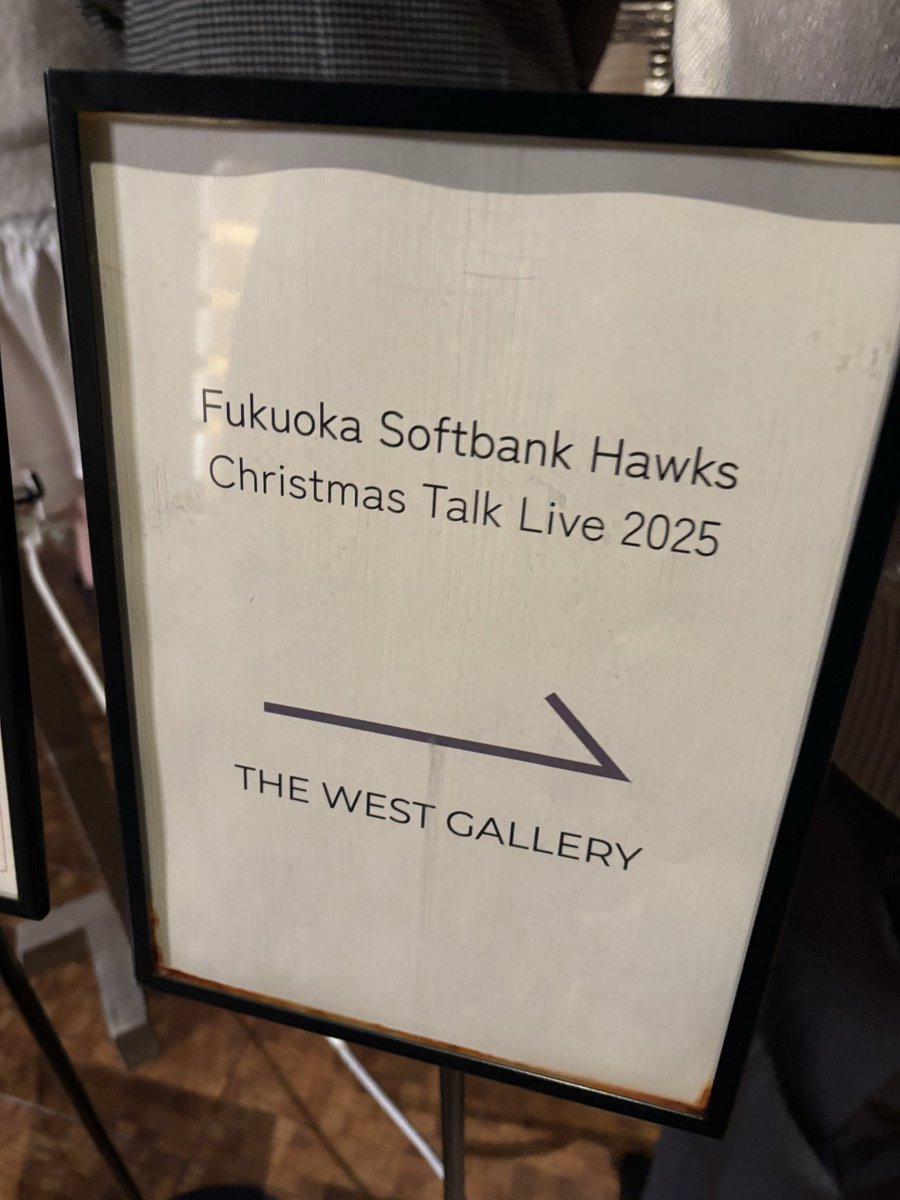 Fukuoka Softbank Hawks
Christmas Talk Live 2025
THE WEST GALLERY